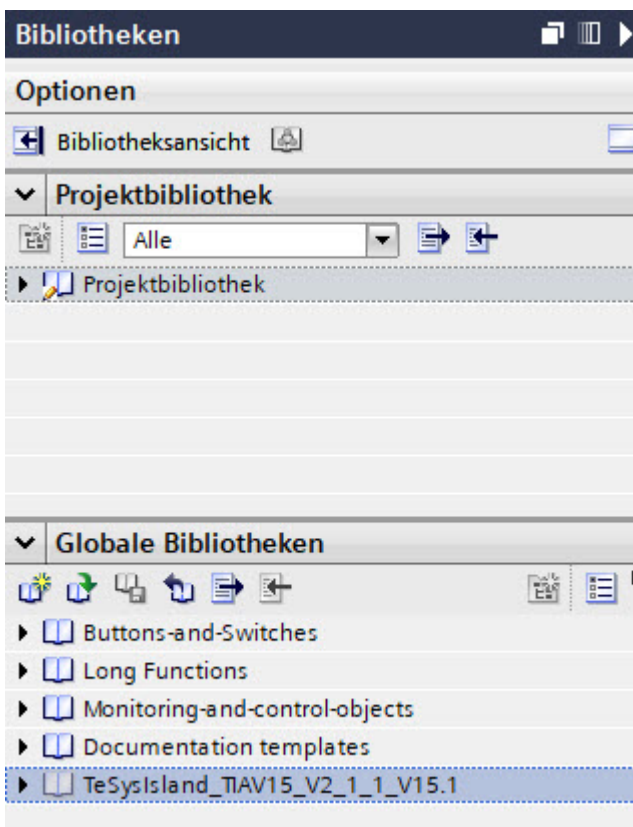 Bibliotheken
Optionen
Bibliotheksansicht
Projektbibliothek
Alle
Projektbibliothek
Globale Bibliotheken
Buttons-and-Switches
Long Functions
Monitoring-and-control-objects
Documentation templates
TeSysIsland_TIAV15_V2_1_1_V15.1